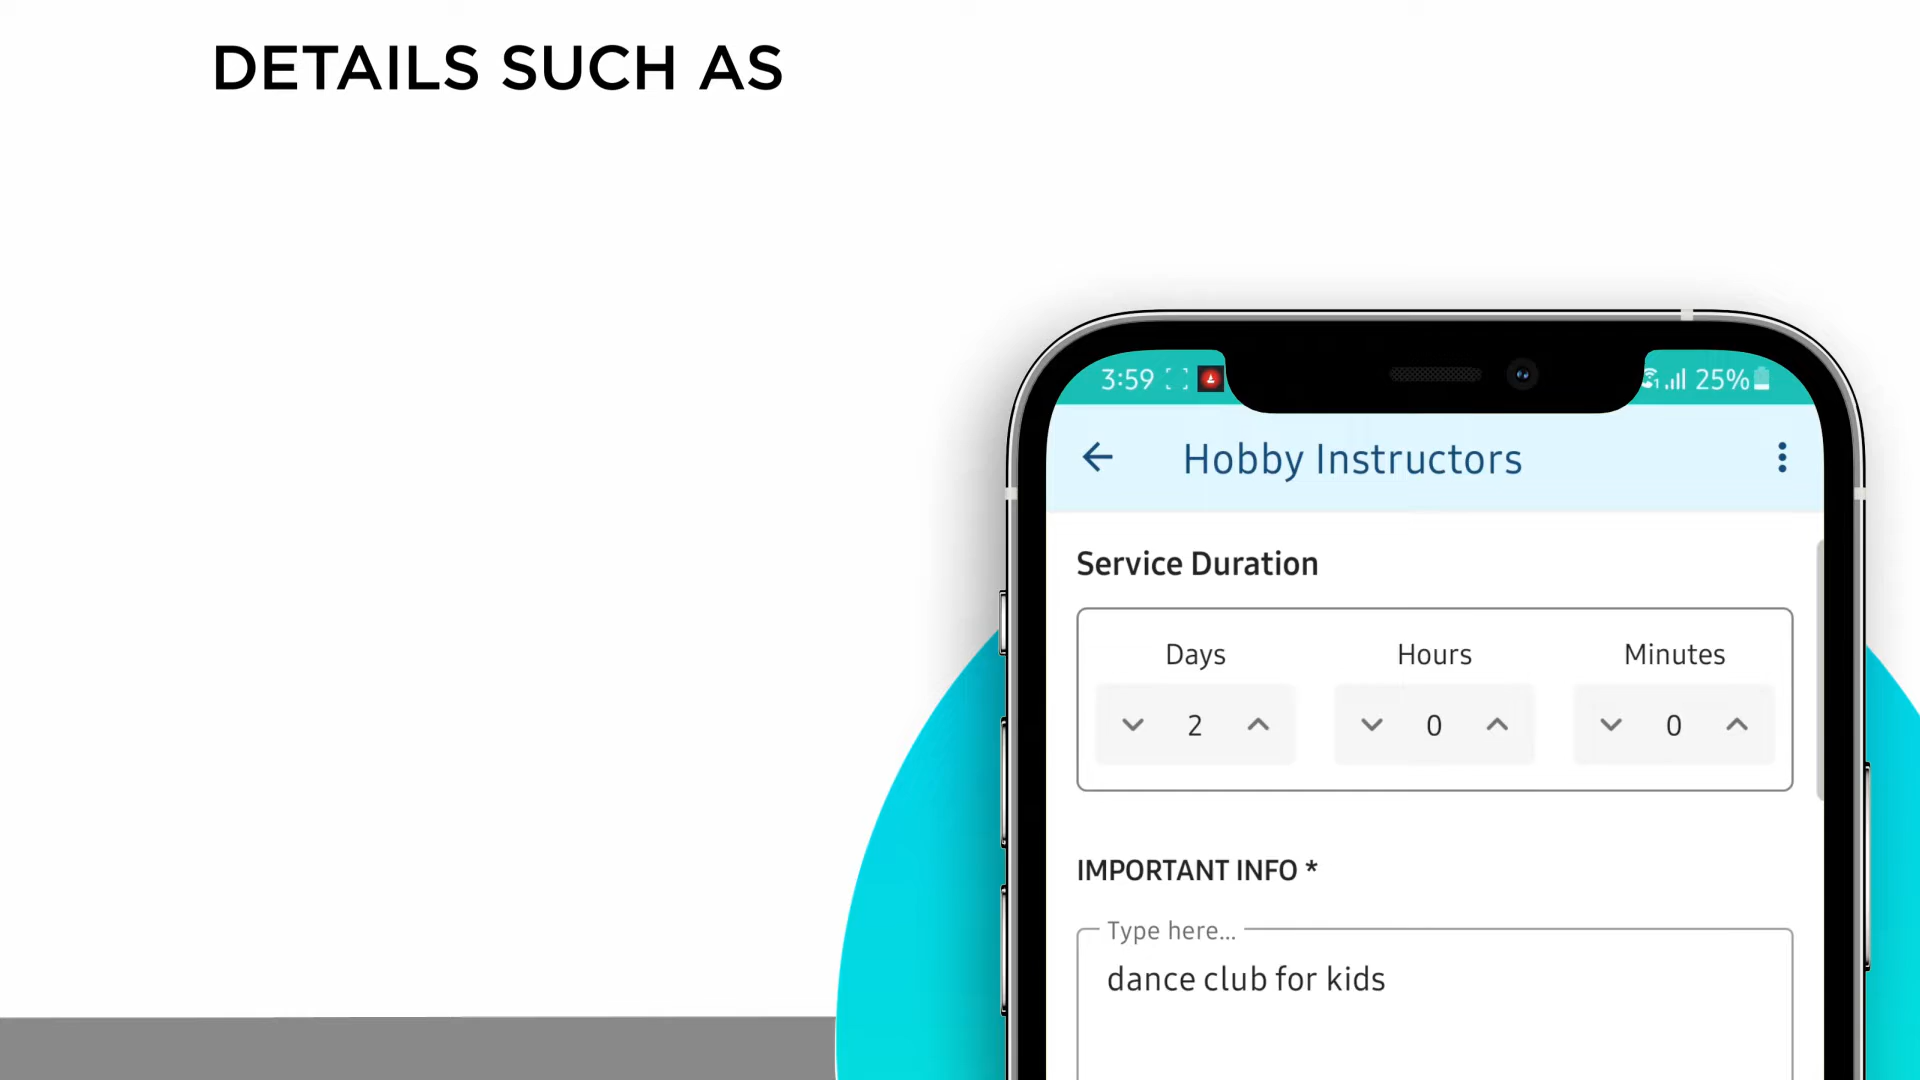 DETAILS SUCH AS
3:59 25%
Hobby Instructors
Service Duration
Days Hours Minutes
2 0 0
IMPORTANT INFO *
Type here...
dance club for kids